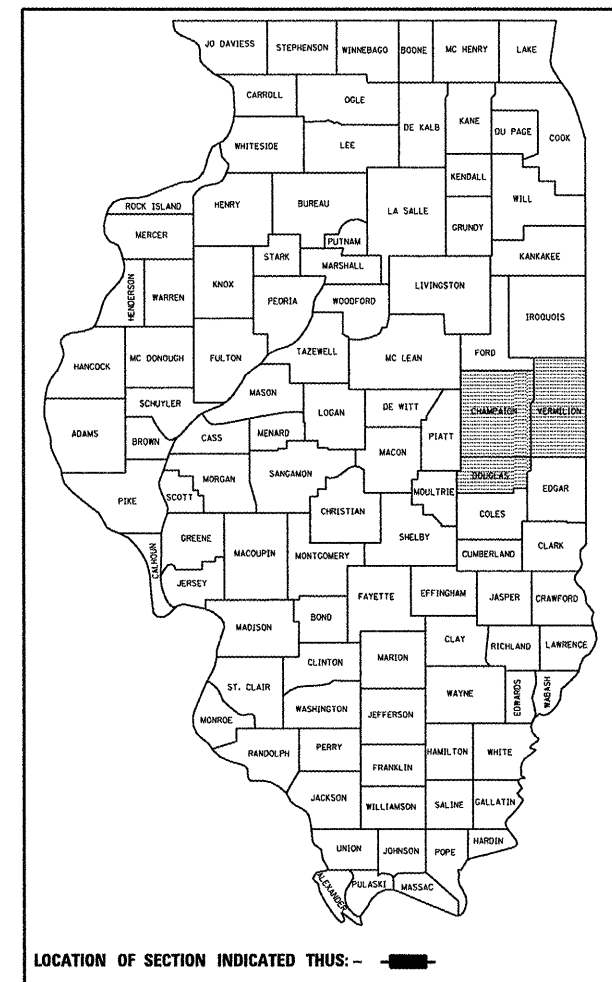 JO DAVIESS
STEPHENSON
WINNEBAGO
BOONE
MC HENRY
LAKE
CARROLL
OGLE
DE KALB
KANE
DU PAGE
COOK
WHITESIDE
LEE
KENDALL
WILL
ROCK ISLAND
HENRY
BUREAU
LA SALLE
GRUNDY
MERCER
PUTNAM
KANKAKEE
STARK
MARSHALL
HENDERSON
WARREN
KNOX
PEORIA
WOODFORD
LIVINGSTON
IROQUOIS
HANCOCK
MC DONOUGH
FULTON
TAZEWELL
MC LEAN
FORD
SCHUYLER
MASON
LOGAN
DE WITT
CHAMPAIGN
VERMILION
ADAMS
BROWN
CASS
MENARD
MACON
PIATT
PIKE
SCOTT
MORGAN
SANGAMON
MOULTRIE
DOUGLAS
EDGAR
CHRISTIAN
COLES
CALHOUN
GREENE
MACOUPIN
MONTGOMERY
SHELBY
CUMBERLAND
CLARK
JERSEY
FAYETTE
EFFINGHAM
JASPER
CRAWFORD
MADISON
BOND
CLAY
RICHLAND
LAWRENCE
CLINTON
MARION
ST. CLAIR
WAYNE
EDWARDS
WABASH
WASHINGTON
JEFFERSON
MONROE
RANDOLPH
PERRY
HAMILTON
WHITE
FRANKLIN
JACKSON
WILLIAMSON
SALINE
GALLATIN
UNION
JOHNSON
POPE
HARDIN
ALEXANDER
PULASKI
MASSAC
LOCATION OF SECTION INDICATED THUS: -